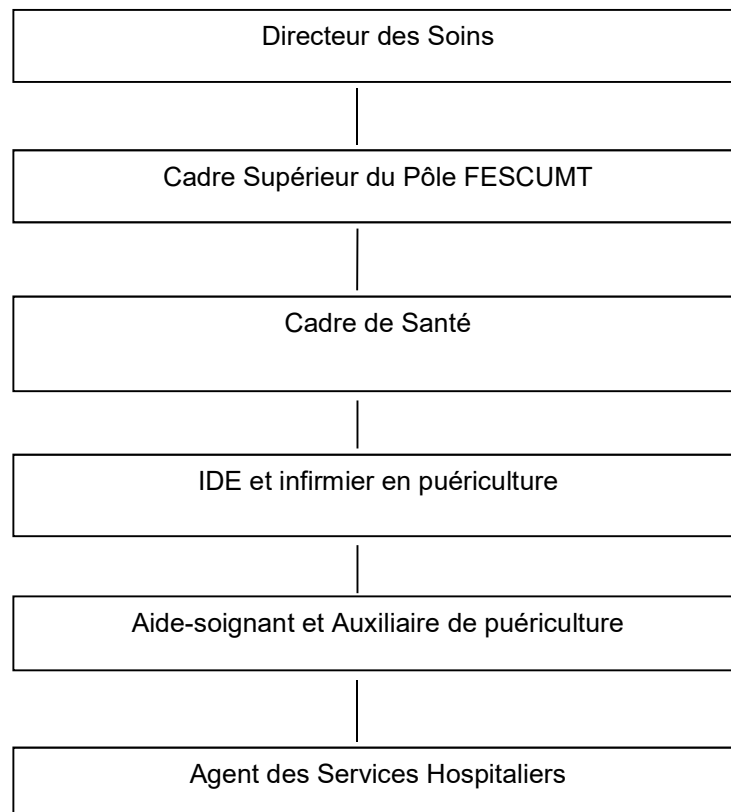 Directeur des Soins
Cadre Supérieur du Pôle FESCUMT
Cadre de Santé
IDE et infirmier en puériculture
Aide-soignant et Auxiliaire de puériculture
Agent des Services Hospitaliers